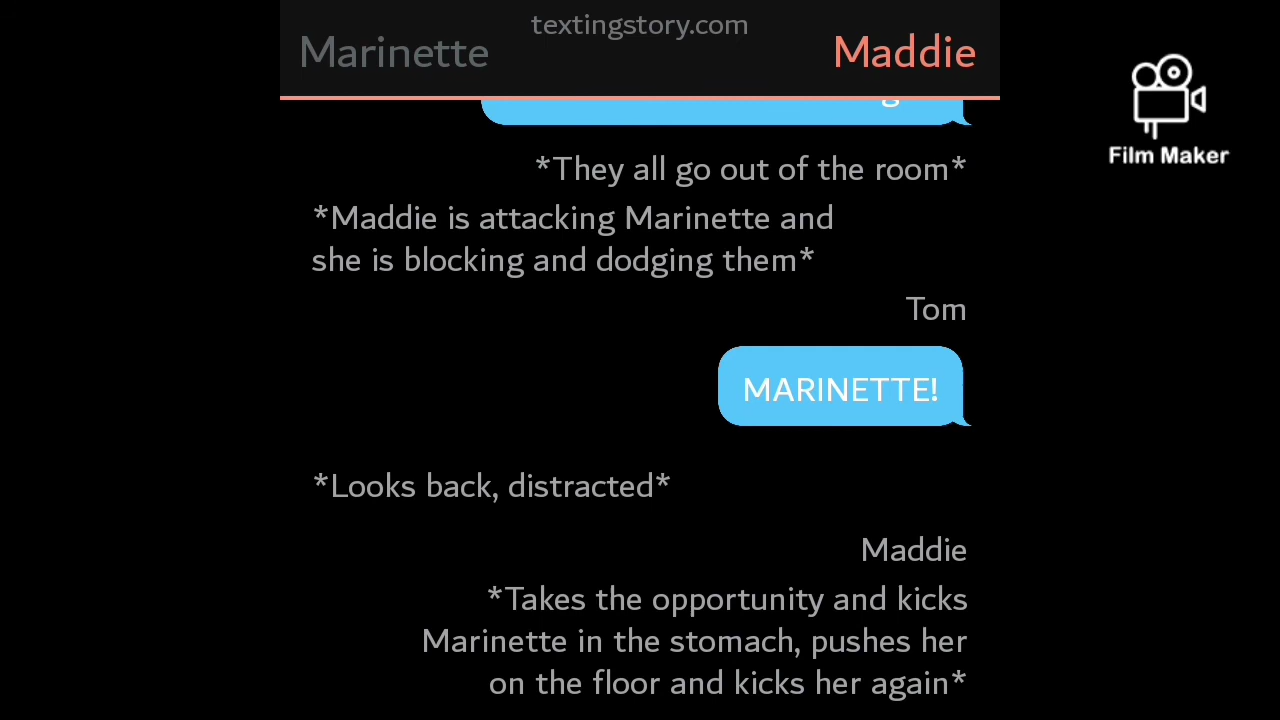 textingstory.com
Marinette
Maddie
*They all go out of the room*
*Maddie is attacking Marinette and
she is blocking and dodging them*
Tom
MARINETTE!
*Looks back, distracted*
Maddie
*Takes the opportunity and kicks
Marinette in the stomach, pushes her
on the floor and kicks her again*
Film Maker